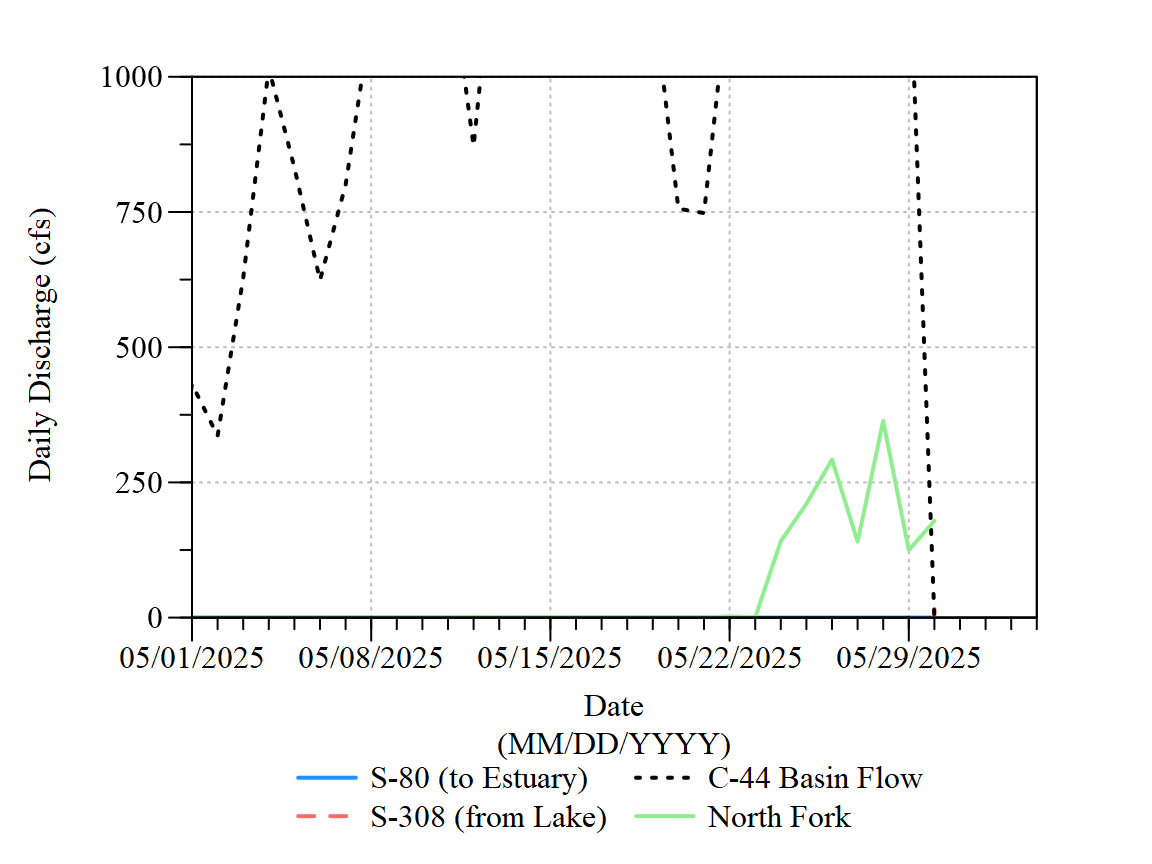 1000
750
500
250
0
Daily Discharge (cfs)
05/01/2025 05/08/2025 05/15/2025 05/22/2025 05/29/2025
Date
(MM/DD/YYYY)
S-80 (to Estuary) C-44 Basin Flow
S-308 (from Lake) North Fork